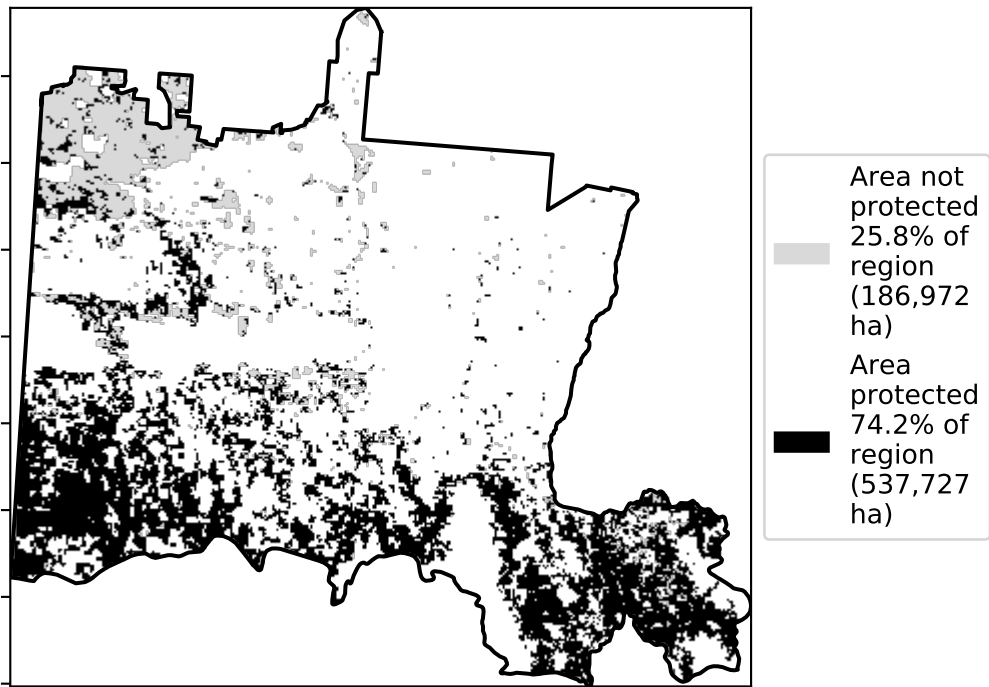 Area not
protected
25.8% of
region
(186,972
ha)
Area
protected
74.2% of
region
(537,727
ha)